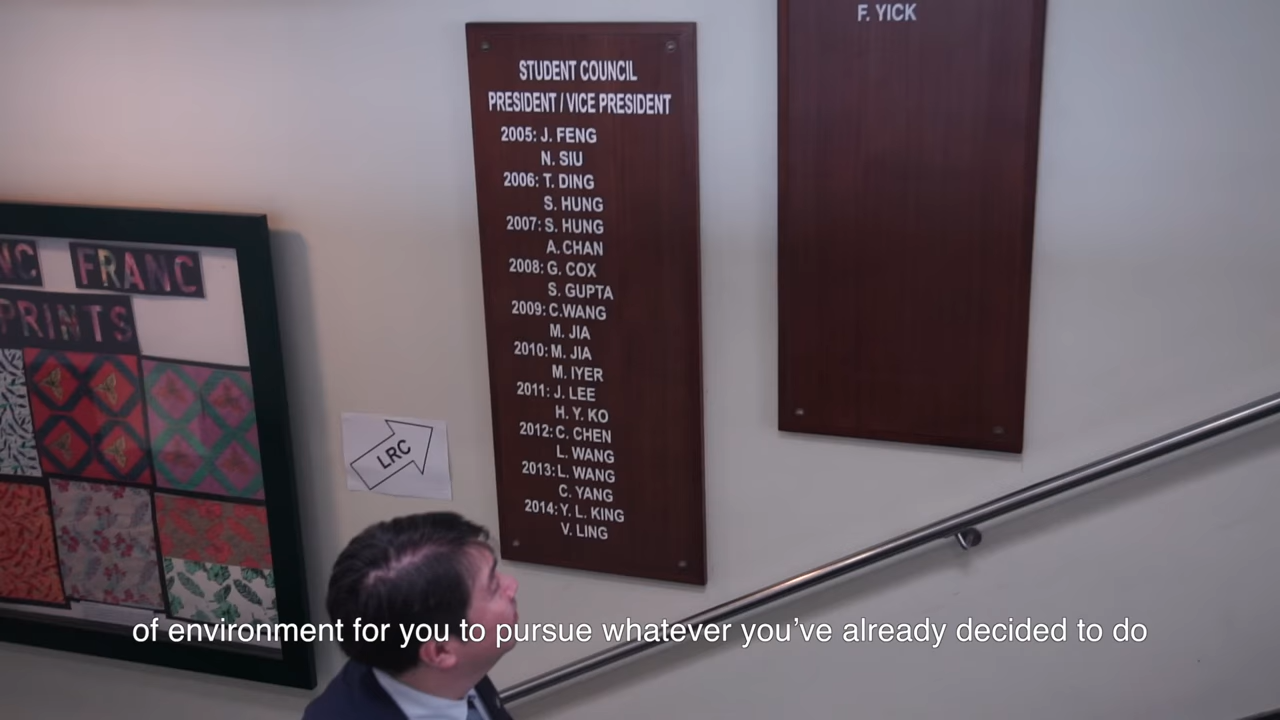 F. YICK
STUDENT COUNCIL
PRESIDENT / VICE PRESIDENT
2005: J. FENG
N. SIU
2006: T. DING
S. HUNG
2007: S. HUNG
A. CHAN
2008: G. COX
S. GUPTA
2009: C.WANG
M. JIA
2010: M. JIA
M. IYER
2011: J. LEE
H. Y. KO
2012: C. CHEN
L. WANG
2013: L. WANG
C. YANG
2014: Y. L. KING
V. LING
NC FRANC
PRINTS
LRC
of environment for you to pursue whatever you've already decided to do